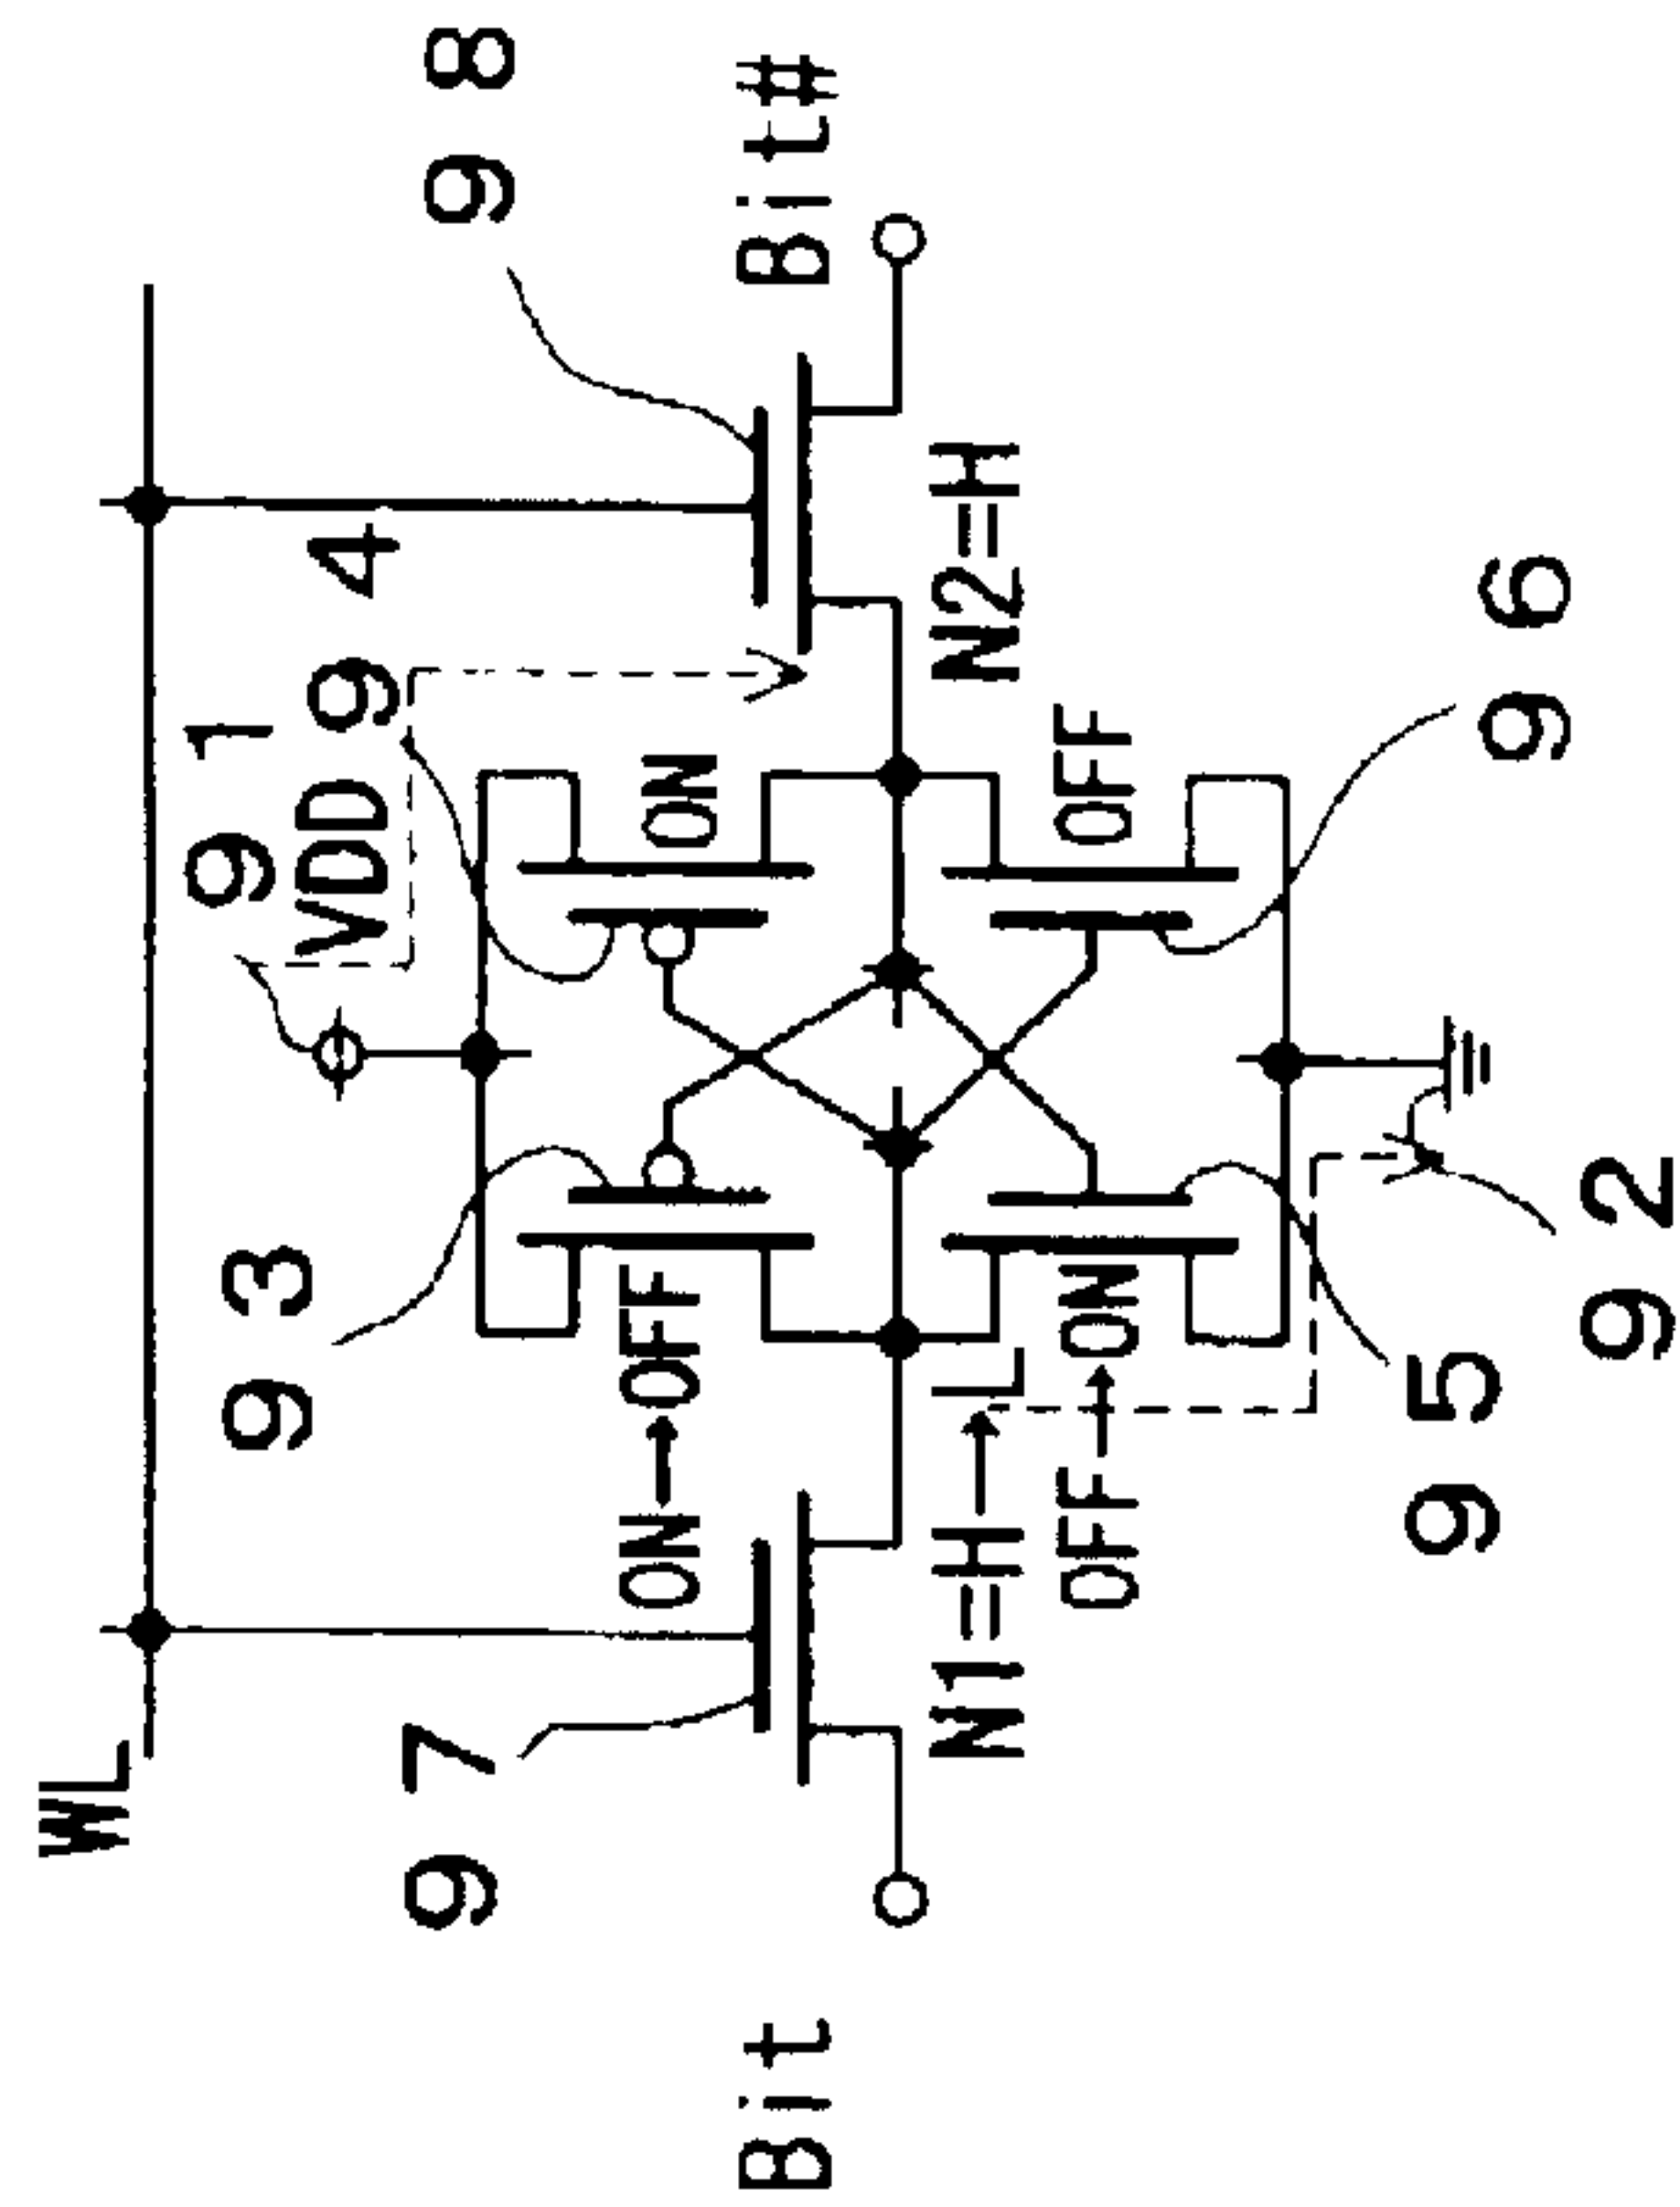 WL
91
VDD
94
98
93
97
ON→OFF
ON
Bit
Bit#
N1=H→L
N2=H
OFF→ON
OFF
95
96
92